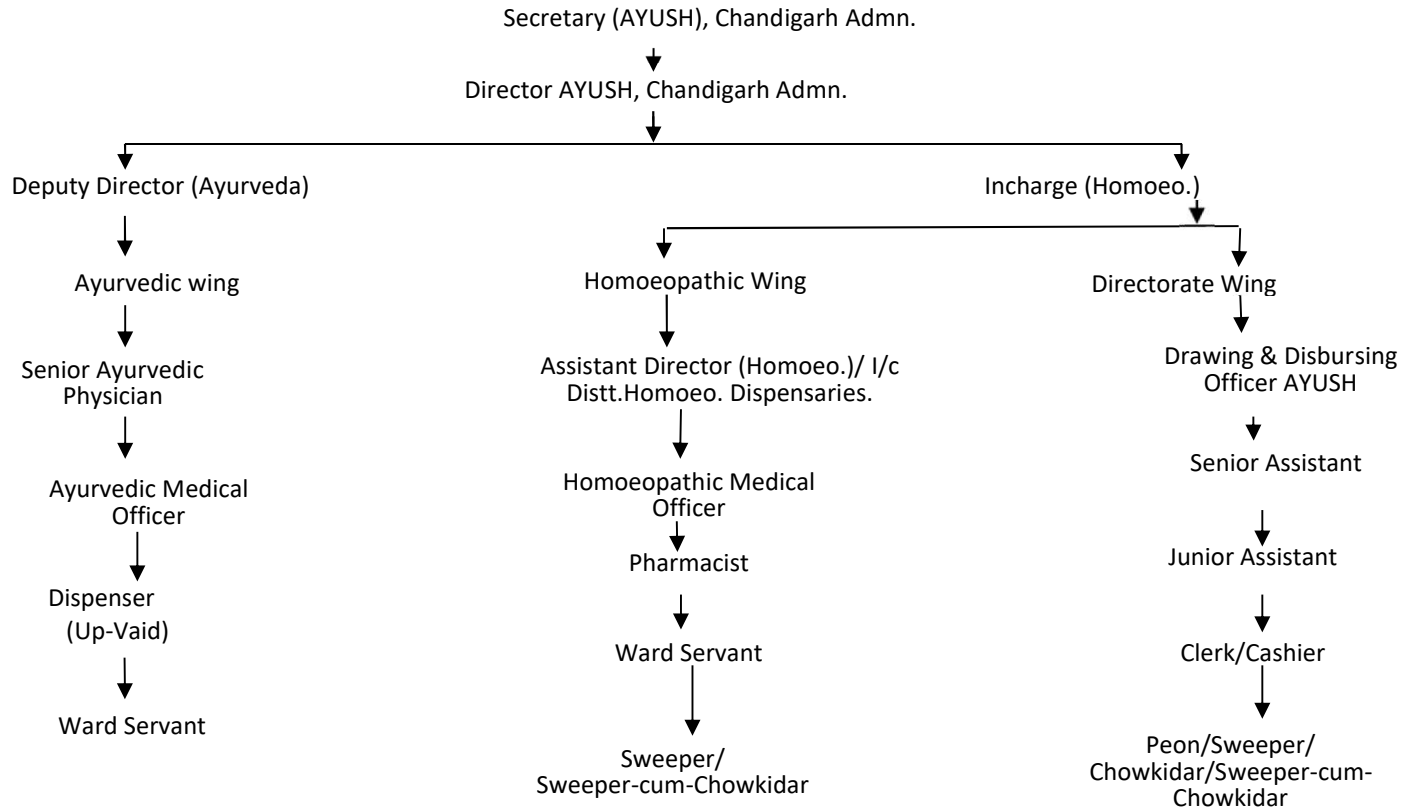 Secretary (AYUSH), Chandigarh Admn.
Director AYUSH, Chandigarh Admn.
Deputy Director (Ayurveda)
Incharge (Homoeo.)
Ayurvedic wing
Homoeopathic Wing
Directorate Wing
Senior Ayurvedic
Physician
Assistant Director (Homoeo.)/ I/c
Distt.Homoeo. Dispensaries.
Drawing & Disbursing
Officer AYUSH
Ayurvedic Medical
Officer
Homoeopathic Medical
Officer
Senior Assistant
Dispenser
(Up-Vaid)
Pharmacist
Junior Assistant
Ward Servant
Ward Servant
Clerk/Cashier
Sweeper/
Sweeper-cum-Chowkidar
Peon/Sweeper/
Chowkidar/Sweeper-cum-
Chowkidar